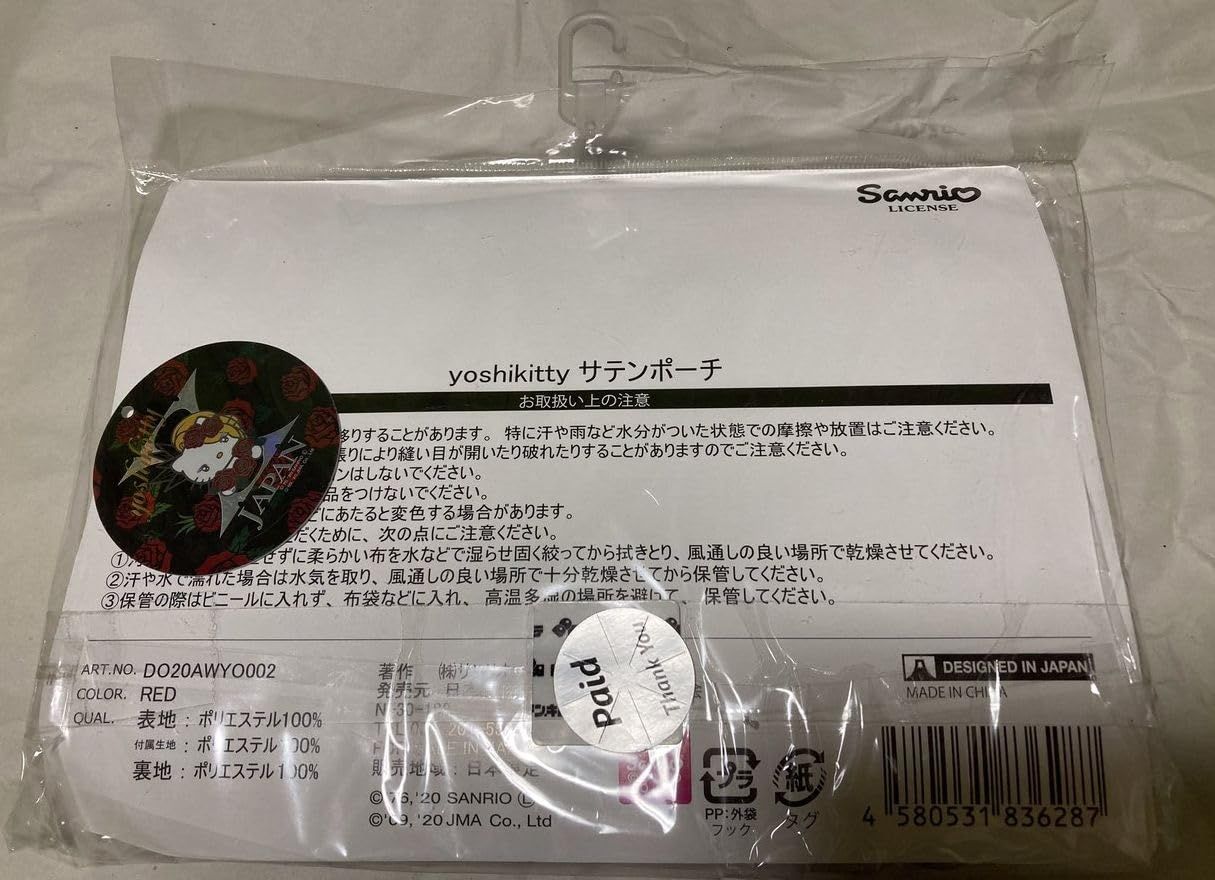 Sanrio
LICENSE
yoshikitty サテンポーチ
お取扱い上の注意
移りすることがあります。 特に汗や雨など水分がついた状態での摩擦や放置はご注意ください。
張りにより縫い目が開いたり破れたりすることがありますのでご注意ください。
ンはしないでください。
品をつけないでください。
どにあたると変色する場合があります。
だくために、次の点にご注意ください。
① せずに柔らかい布を水などで湿らせ固く絞ってから拭きとり、風通しの良い場所で乾燥させてください。
②汗や水で濡れた場合は水気を取り、風通しの良い場所で十分乾燥させてから保管してください。
③保管の際はビニールに入れず、布袋などに入れ、高温多湿の場所を避けて、 保管してください。
JAPAN
ART.NO. DO20AWYO002
COLOR. RED
QUAL. 表地：ポリエステル100%
付属生地：ポリエステル100%
裏地：ポリエステル100%
著作 (株)
発売元
販売地域：日本限定
©'76,'20 SANRIO
©'09,'20 JMA Co., Ltd
Paid
Thank You
DESIGNED IN JAPAN
MADE IN CHINA
プラ
PP:外袋
フック
紙
タグ
4 580531 836287